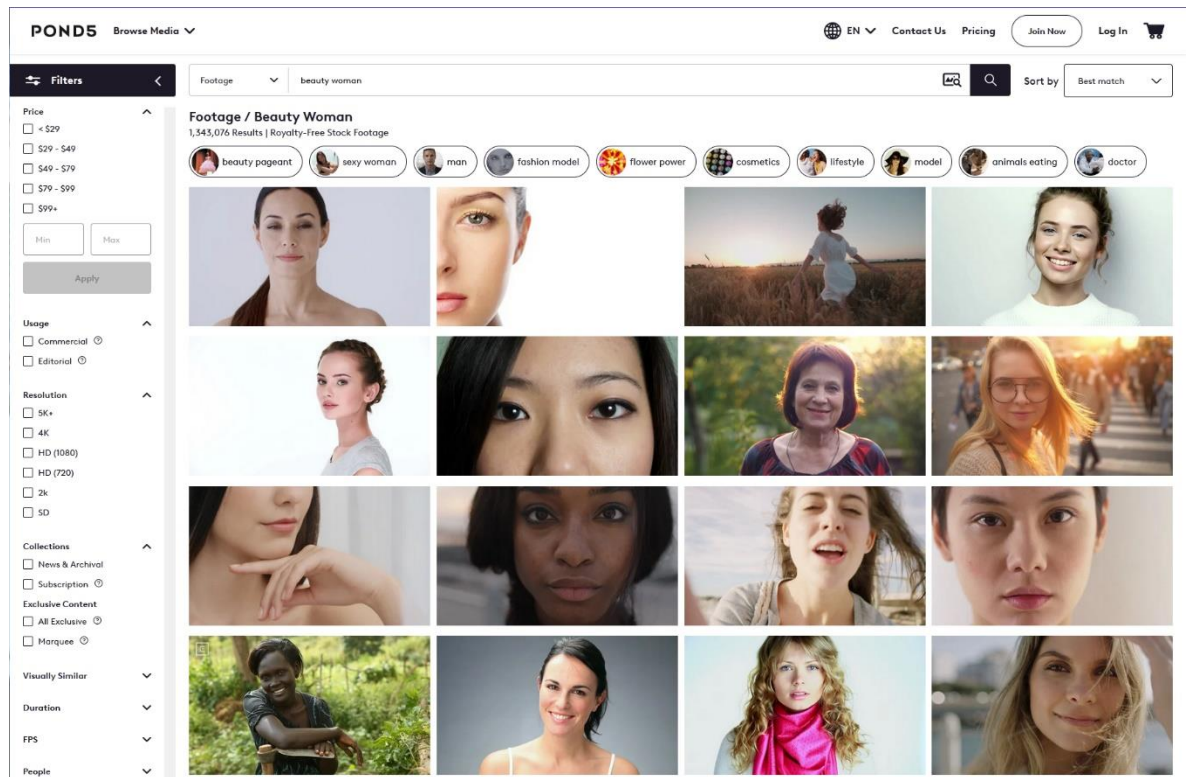 POND5 Browse Media
EN Contact Us Pricing Join Now Log In
Filters
Footage beauty woman
Sort by Best match
Price
< $29
$29 - $49
$49 - $79
$79 - $99
$99+
Min Max
Apply
Usage
Commercial ?
Editorial ?
Resolution
5K+
4K
HD (1080)
HD (720)
2k
SD
Collections
News & Archival
Subscription ?
Exclusive Content
All Exclusive ?
Marquee ?
Visually Similar
Duration
FPS
People
Footage / Beauty Woman
1,343,076 Results | Royalty-Free Stock Footage
beauty pageant sexy woman man fashion model flower power cosmetics lifestyle model animals eating doctor